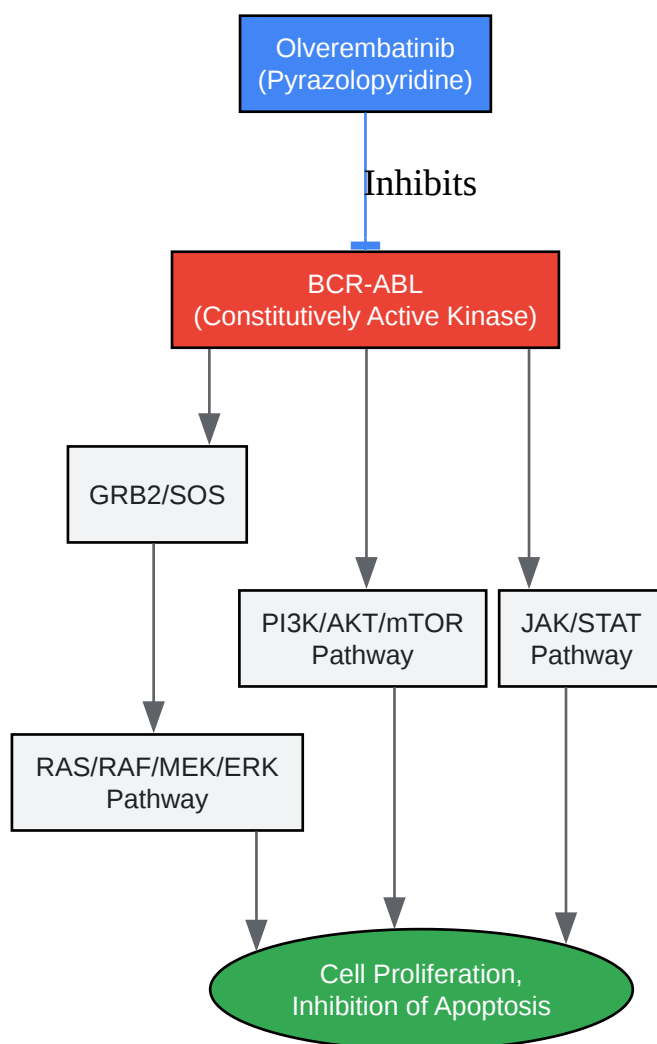 Olverembatinib
(Pyrazolopyridine)
Inhibits
BCR-ABL
(Constitutively Active Kinase)
GRB2/SOS
PI3K/AKT/mTOR
Pathway
JAK/STAT
Pathway
RAS/RAF/MEK/ERK
Pathway
Cell Proliferation,
Inhibition of Apoptosis